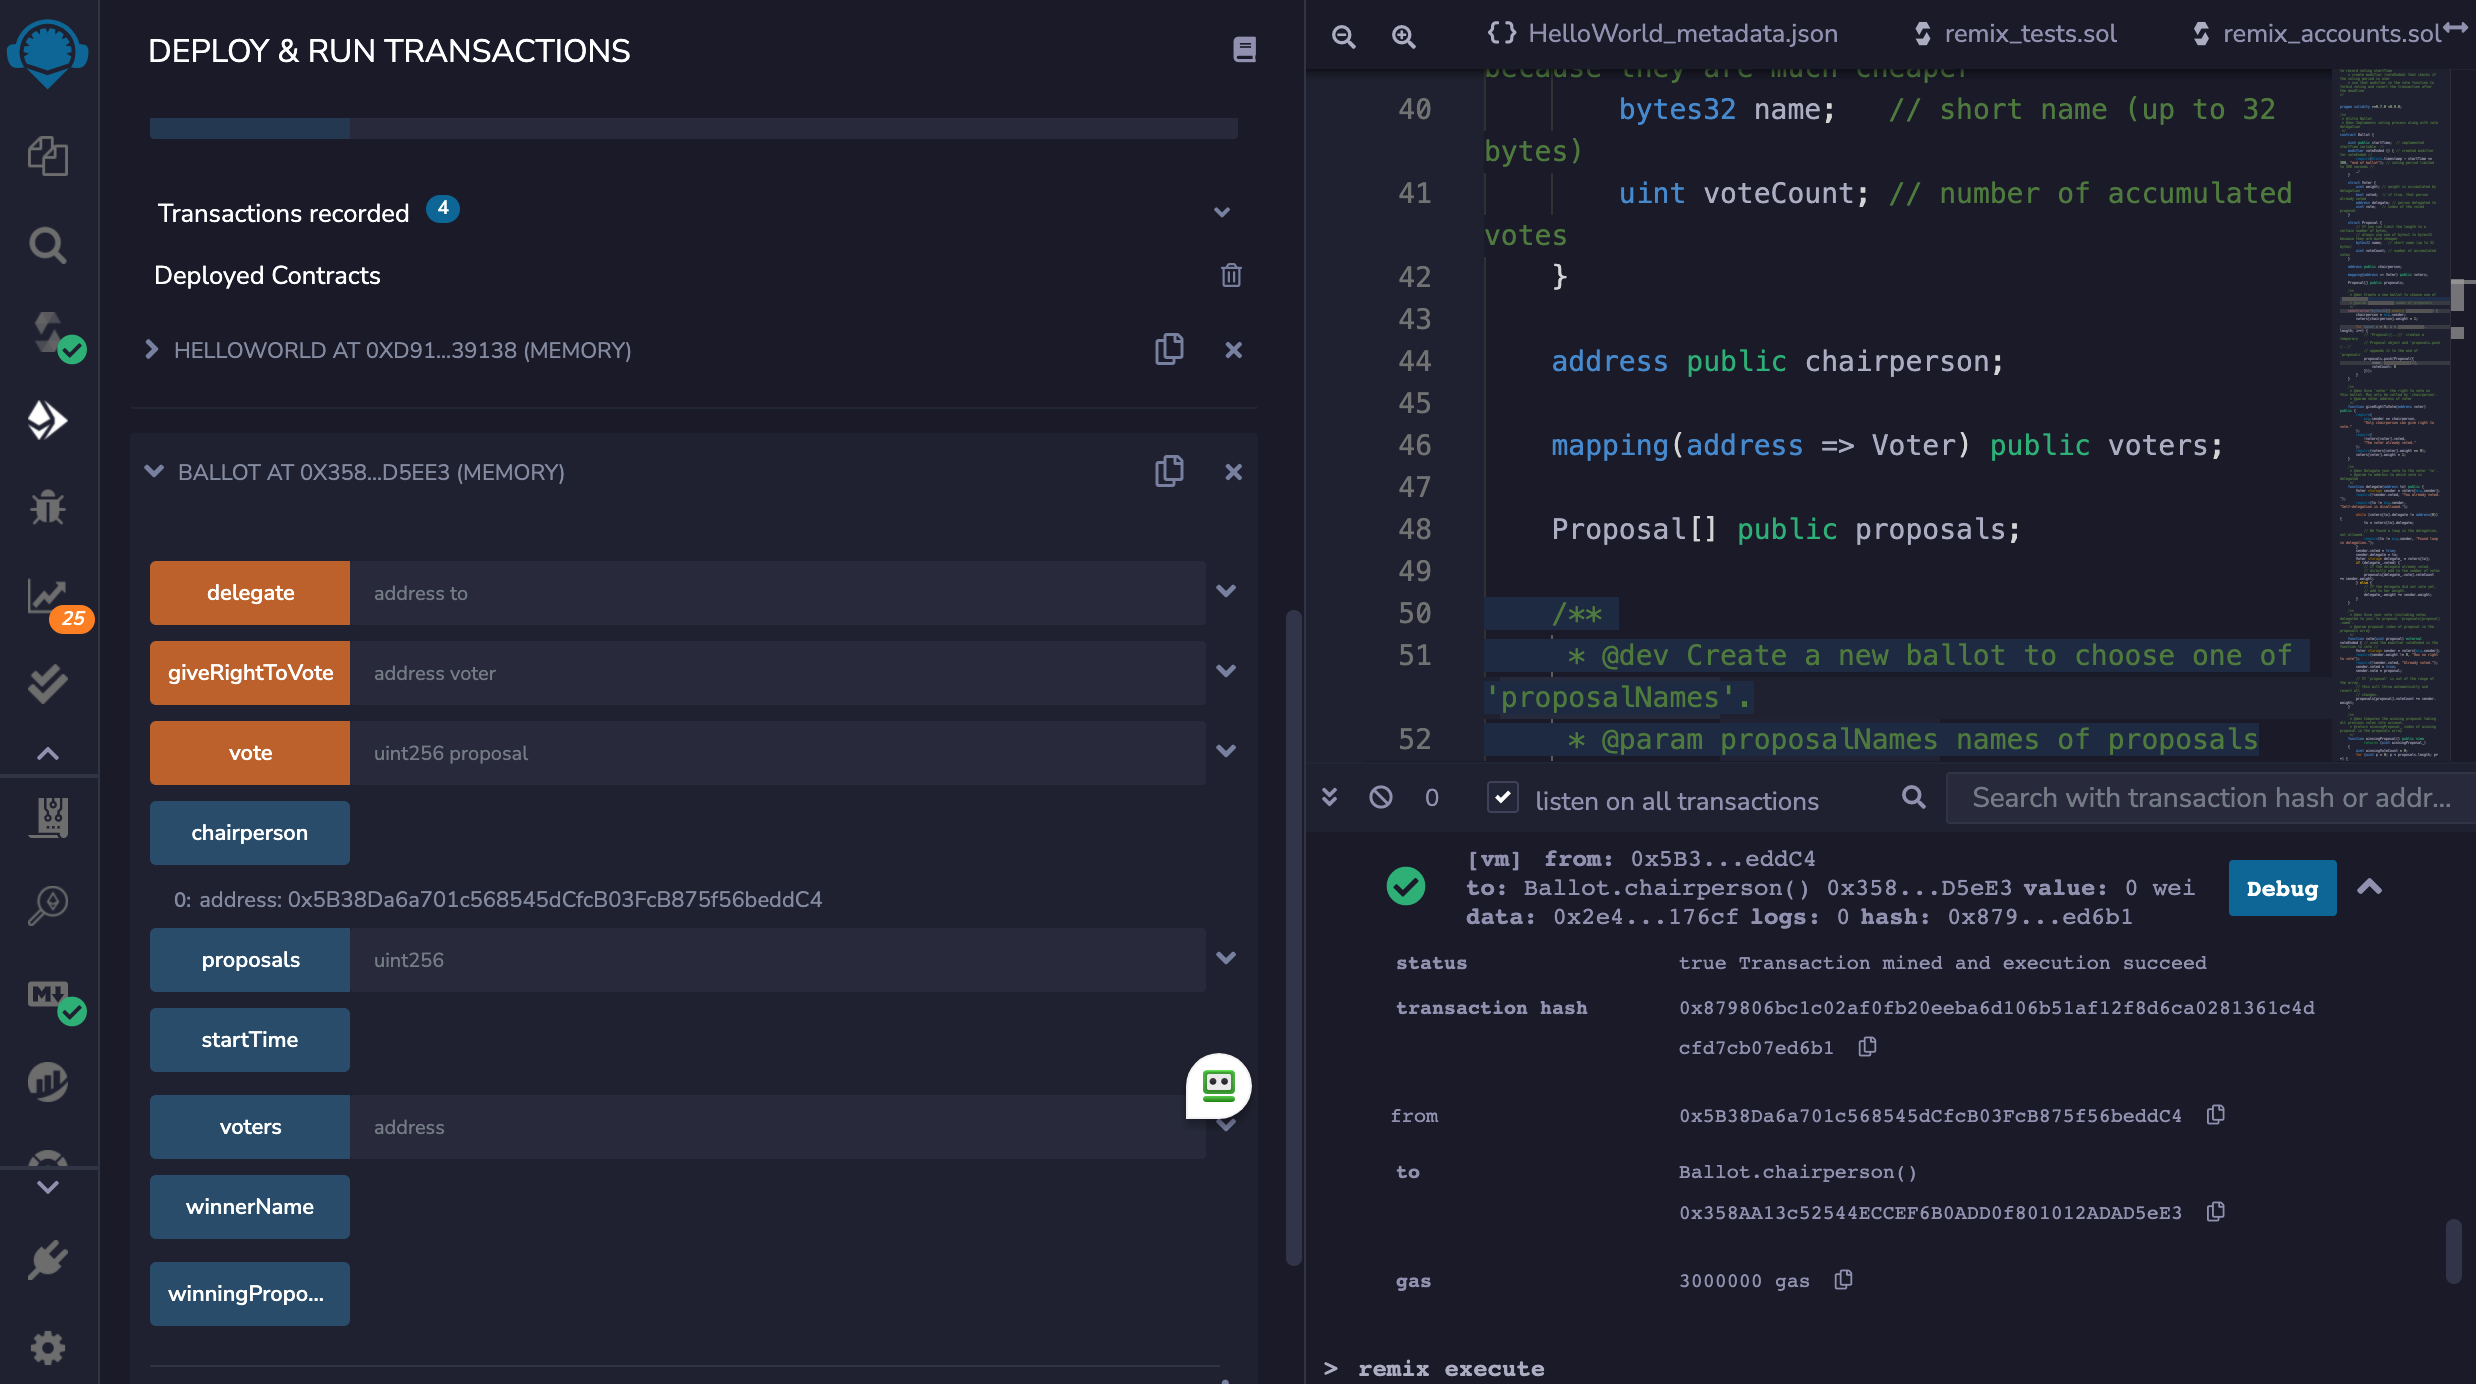 DEPLOY & RUN TRANSACTIONS
Transactions recorded 4
Deployed Contracts
HELLOWORLD AT 0XD91...39138 (MEMORY)
BALLOT AT 0X358...D5EE3 (MEMORY)
delegate address to
giveRightToVote address voter
vote uint256 proposal
chairperson
0: address: 0x5B38Da6a701c568545dCfcB03FcB875f56beddC4
proposals uint256
startTime
voters address
winnerName
winningPropo...
25
M
{} HelloWorld_metadata.json
remix_tests.sol
remix_accounts.sol
because they are much cheaper
40 bytes32 name; // short name (up to 32
bytes)
41 uint voteCount; // number of accumulated
votes
42 }
43
44 address public chairperson;
45
46 mapping(address => Voter) public voters;
47
48 Proposal[] public proposals;
49
50 /**
51 * @dev Create a new ballot to choose one of
'proposalNames'.
52 * @param proposalNames names of proposals
0 listen on all transactions Search with transaction hash or addr...
[vm] from: 0x5B3...eddC4
to: Ballot.chairperson() 0x358...D5eE3 value: 0 wei
data: 0x2e4...176cf logs: 0 hash: 0x879...ed6b1
Debug
status true Transaction mined and execution succeed
transaction hash 0x879806bc1c02af0fb20eeba6d106b51af12f8d6ca0281361c4d
cfd7cb07ed6b1
from 0x5B38Da6a701c568545dCfcB03FcB875f56beddC4
to Ballot.chairperson()
0x358AA13c52544ECCEF6B0ADD0f801012ADAD5eE3
gas 3000000 gas
> remix execute